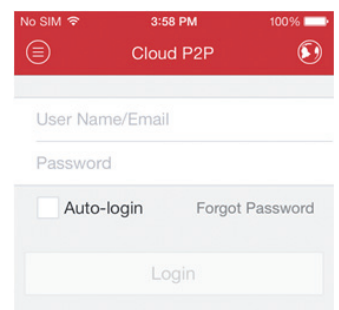 No SIM 3:58 PM 100%
Cloud P2P
User Name/Email
Password
Auto-login Forgot Password
Login